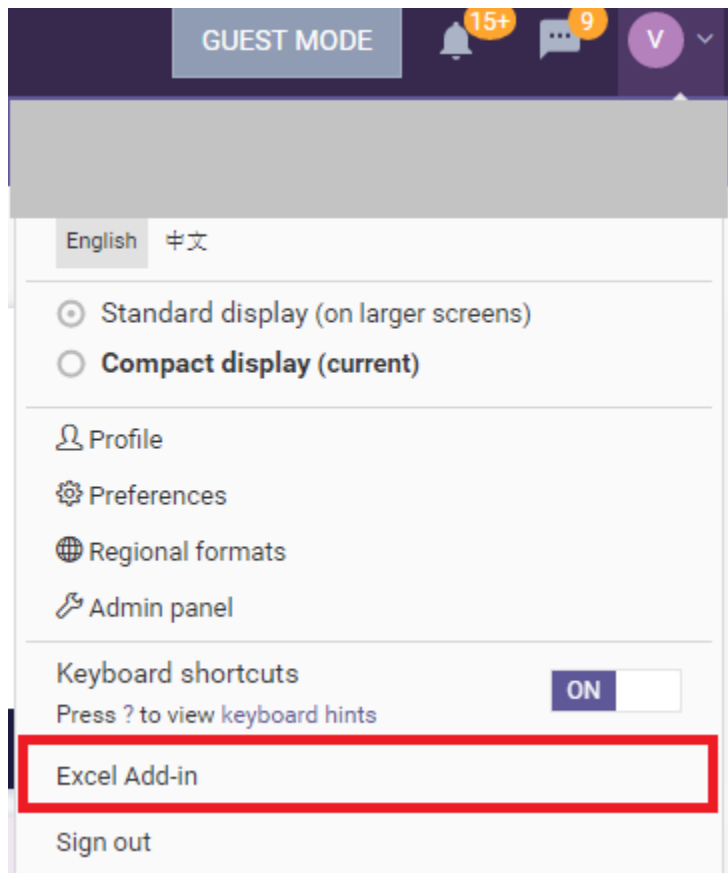 GUEST MODE 15+ 9 V
English 中文
Standard display (on larger screens)
Compact display (current)
Profile
Preferences
Regional formats
Admin panel
Keyboard shortcuts
ON
Press ? to view keyboard hints
Excel Add-in
Sign out